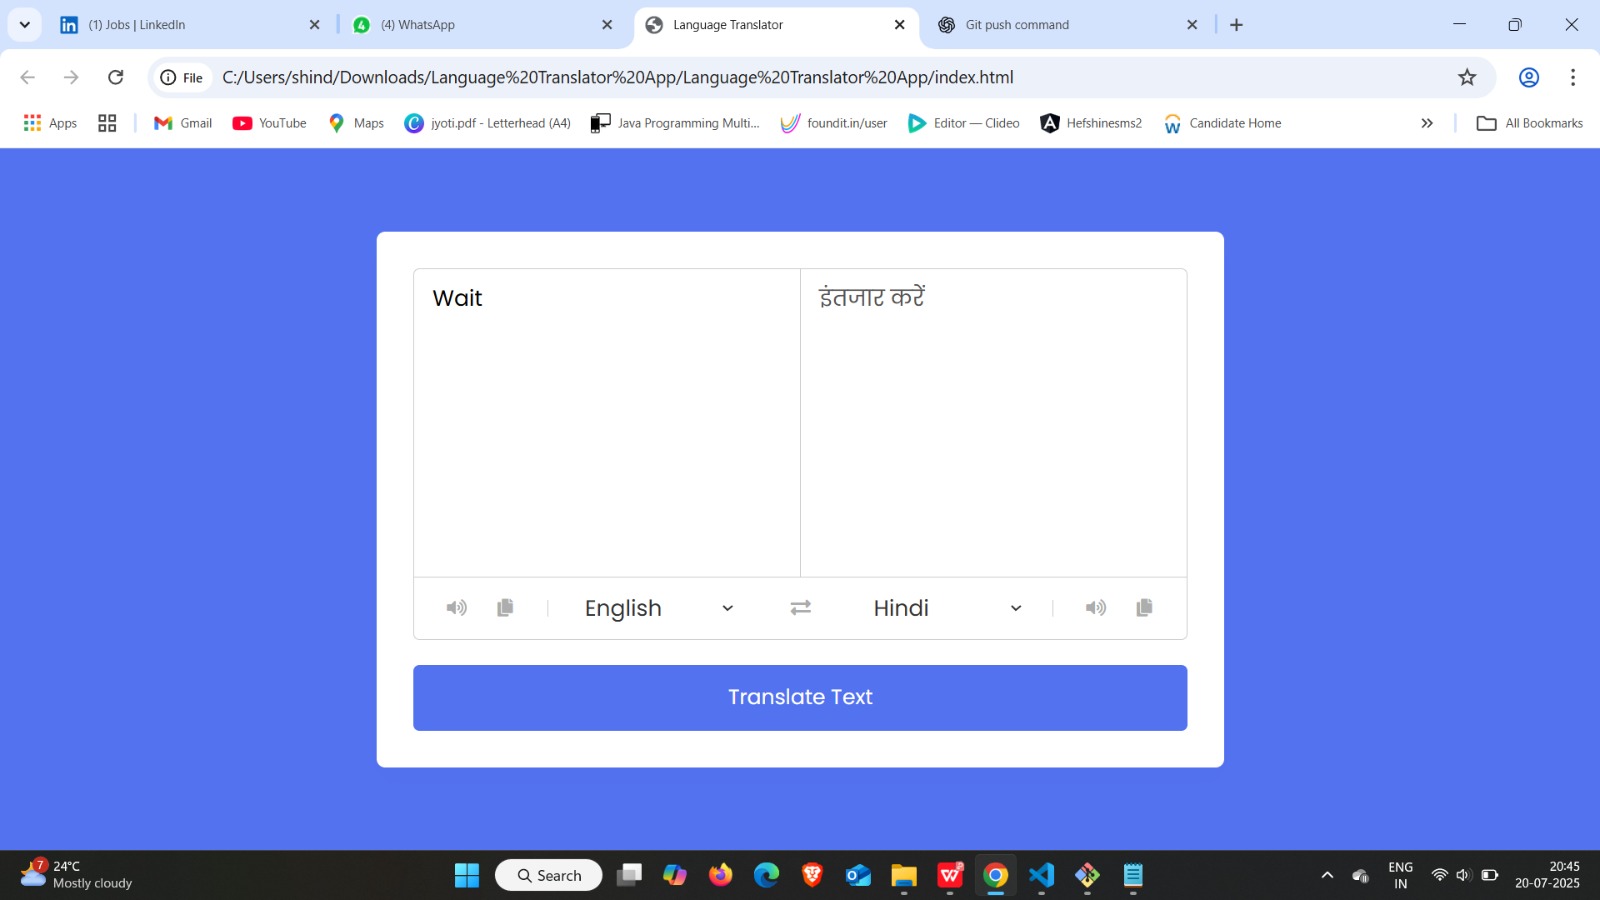 (1) Jobs | LinkedIn
4
(4) WhatsApp
Language Translator
Git push command
File
C:/Users/shind/Downloads/Language%20Translator%20App/Language%20Translator%20App/index.html
Apps
Gmail
YouTube
Maps
jyoti.pdf - Letterhead (A4)
Java Programming Multi...
foundit.in/user
Editor — Clideo
Hefshinesms2
Candidate Home
All Bookmarks
Wait
इंतजार करें
English
Hindi
Translate Text
7
24°C
Mostly cloudy
Search
ENG
IN
20:45
20-07-2025